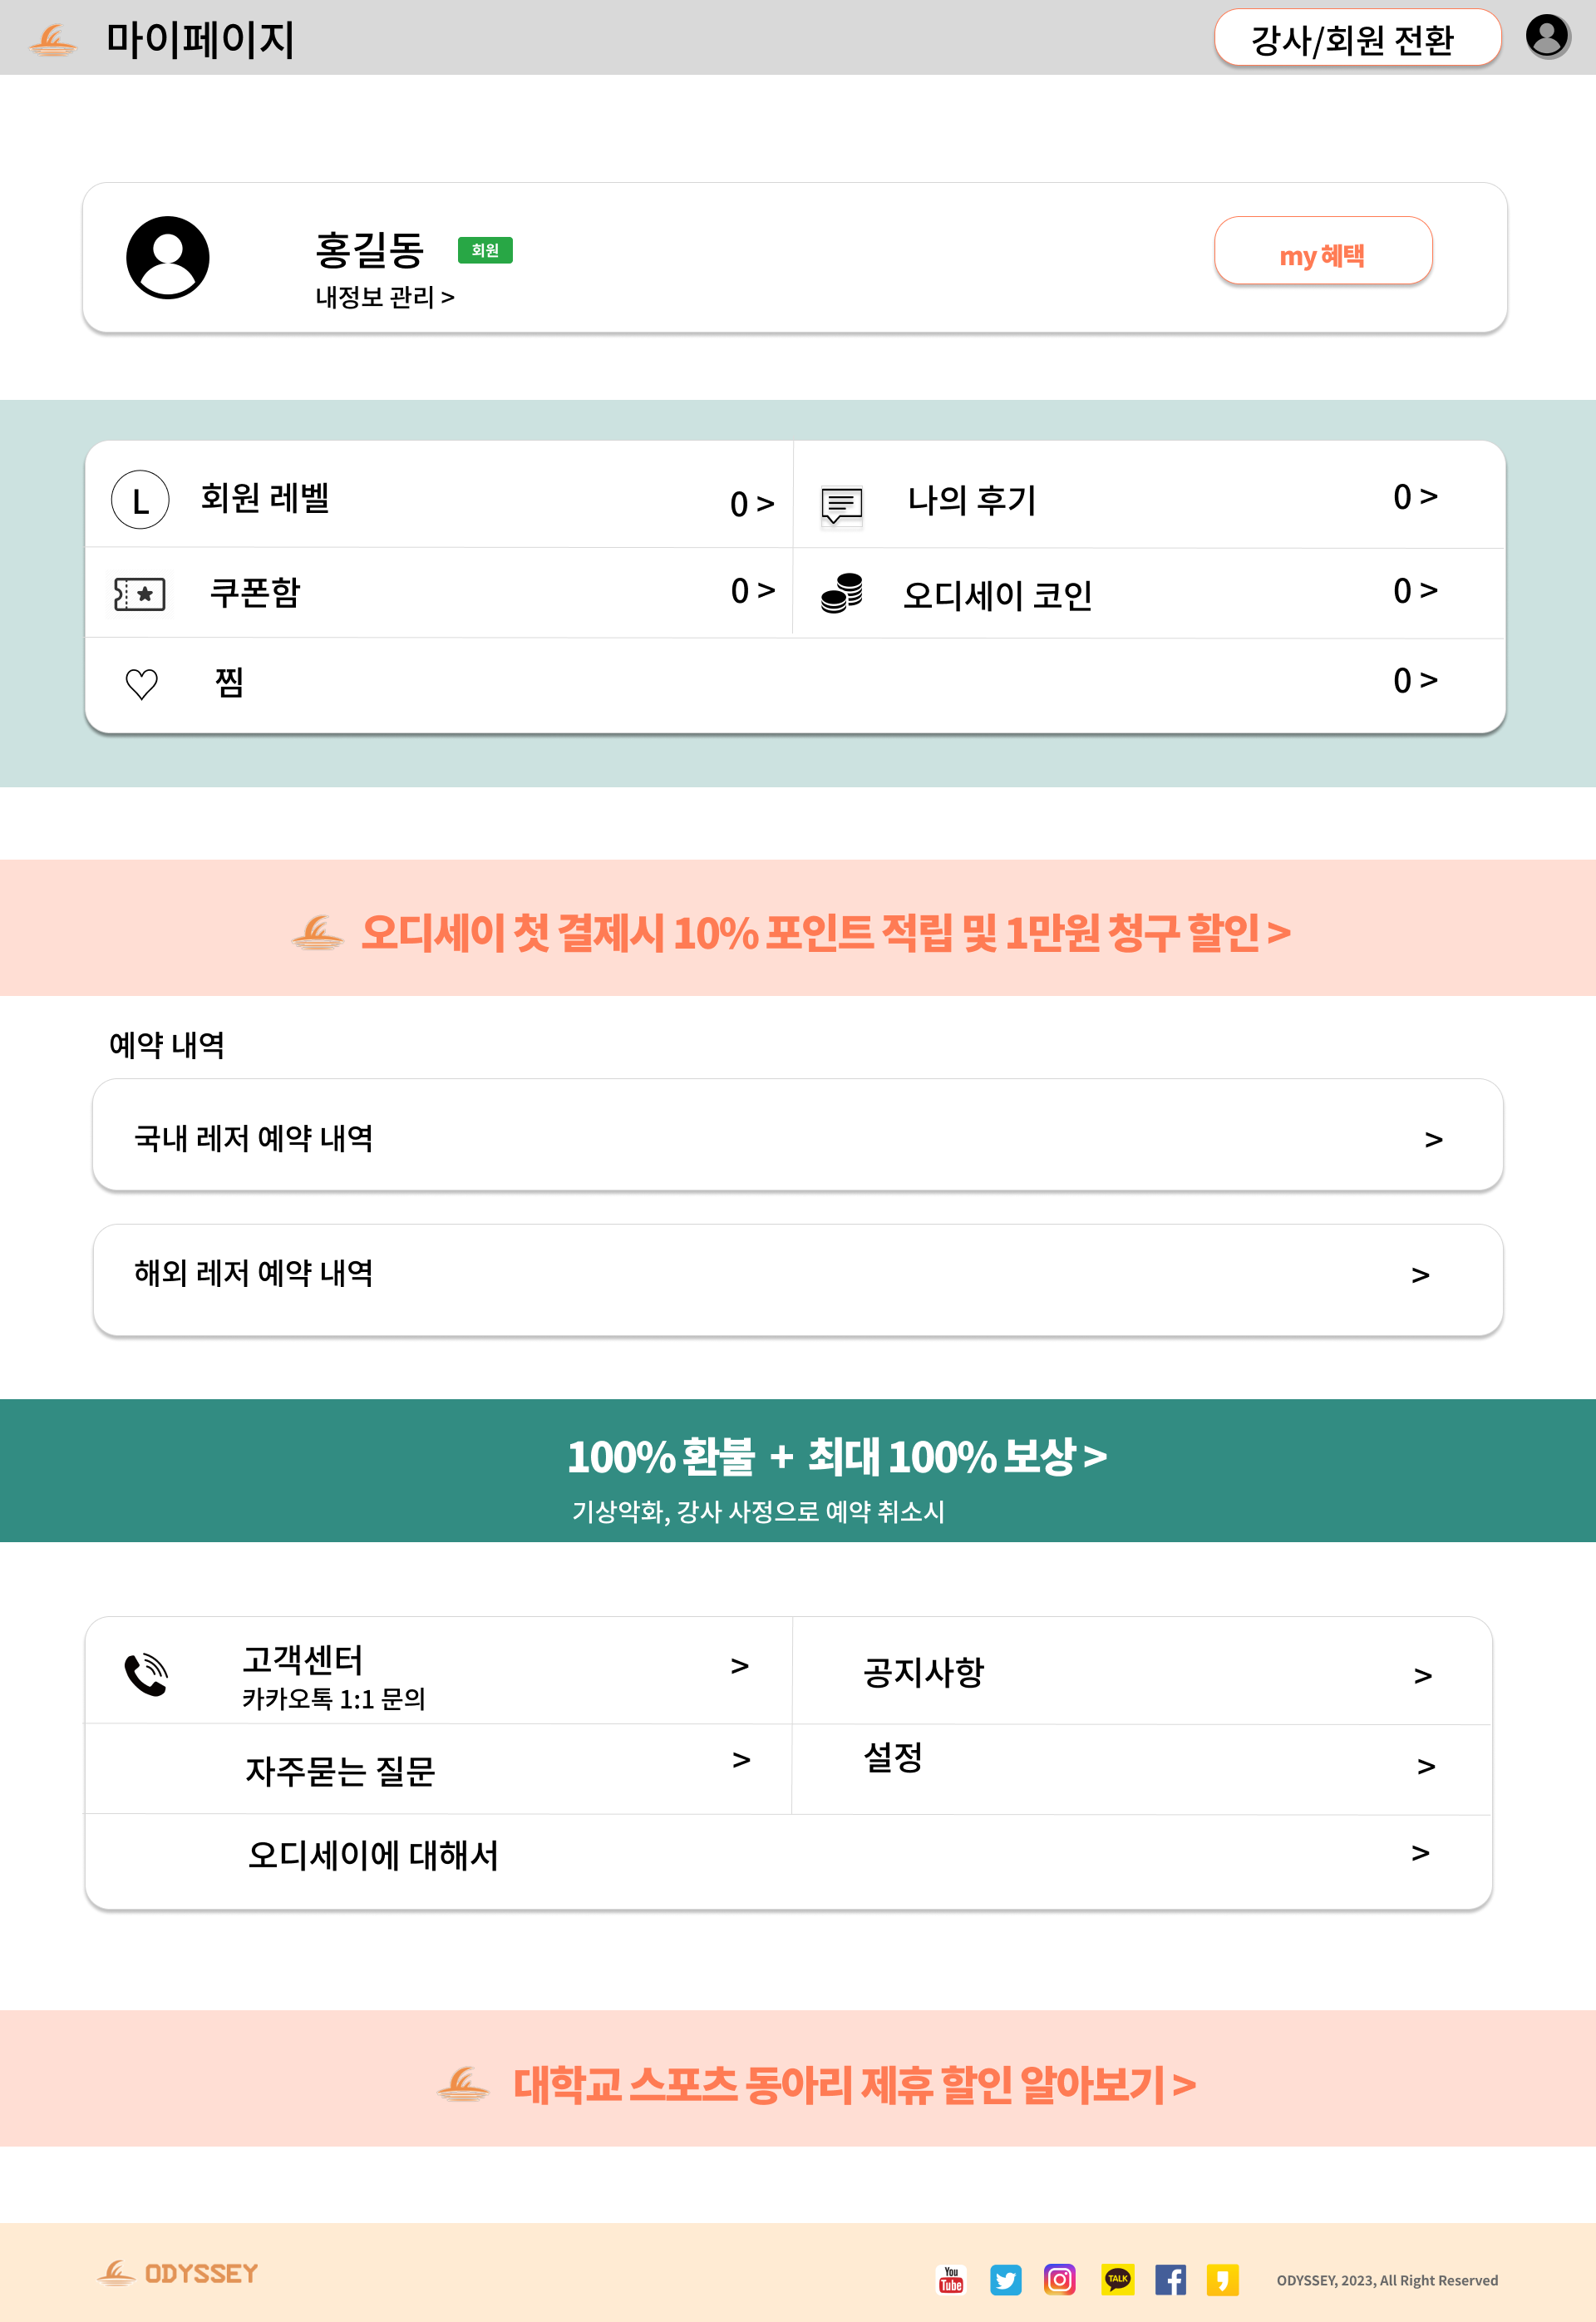 마이페이지
강사/회원 전환
홍길동
회원
내정보 관리 >
my 혜택
L
회원 레벨
0 >
나의 후기
0 >
쿠폰함
0 >
오디세이 코인
0 >
찜
0 >
오디세이 첫 결제시 10% 포인트 적립 및 1만원 청구 할인 >
예약 내역
국내 레저 예약 내역
>
해외 레저 예약 내역
>
100% 환불 + 최대 100% 보상 >
기상악화, 강사 사정으로 예약 취소시
고객센터
>
카카오톡 1:1 문의
공지사항
>
자주묻는 질문
>
설정
>
오디세이에 대해서
>
대학교 스포츠 동아리 제휴 할인 알아보기 >
ODYSSEY
You
Tube
TALK
ODYSSEY, 2023, All Right Reserved